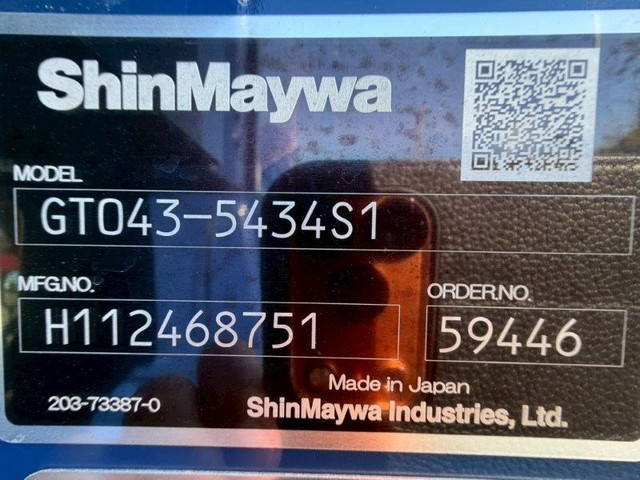 ShinMaywa
MODEL
GT043-5434S1
MFG.NO.
H112468751
ORDER.NO.
59446
203-73387-0
Made in Japan
ShinMaywa Industries, Ltd.